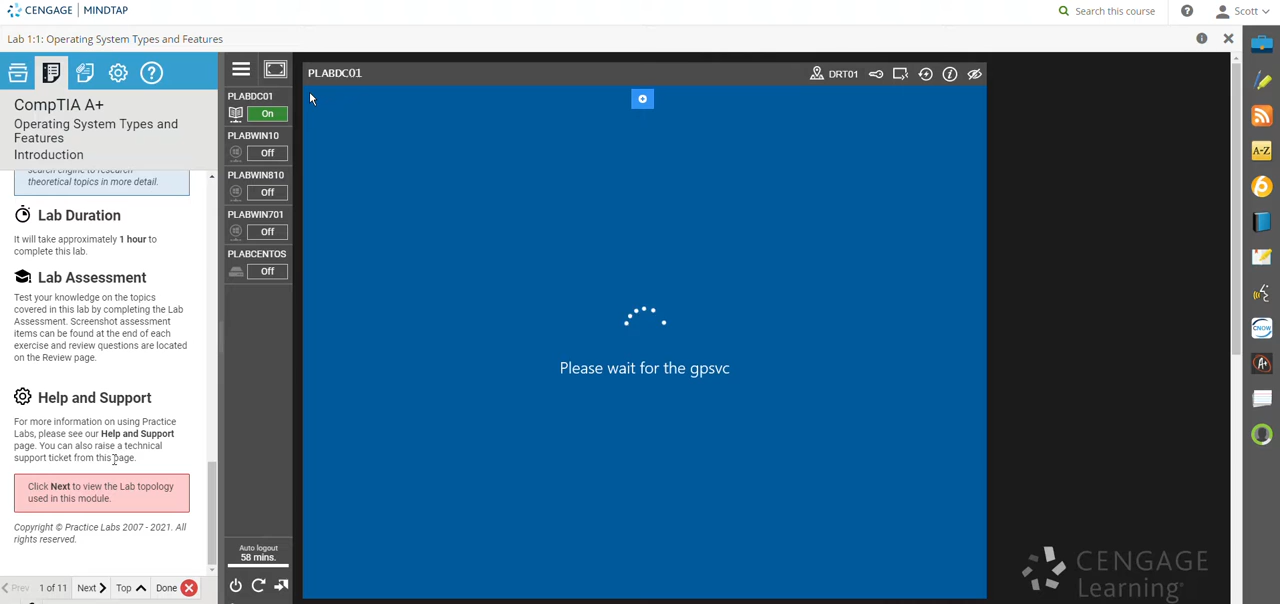 CENGAGE | MINDTAP
Search this course
Scott
Lab 1:1: Operating System Types and Features
CompTIA A+
Operating System Types and
Features
Introduction
search engine to research
theoretical topics in more detail.
Lab Duration
It will take approximately 1 hour to
complete this lab.
Lab Assessment
Test your knowledge on the topics
covered in this lab by completing the Lab
Assessment. Screenshot assessment
items can be found at the end of each
exercise and review questions are located
on the Review page.
Help and Support
For more information on using Practice
Labs, please see our Help and Support
page. You can also raise a technical
support ticket from this page.
Click Next to view the Lab topology
used in this module.
Copyright © Practice Labs 2007 - 2021. All
rights reserved.
Prev 1 of 11 Next Top Done
PLABDC01
On
PLABWIN10
Off
PLABWIN810
Off
PLABWIN701
Off
PLABCENTOS
Off
Auto logout
58 mins.
PLABDC01
DRT01
Please wait for the gpsvc
CENGAGE
Learning
A-Z
CNOW
A+